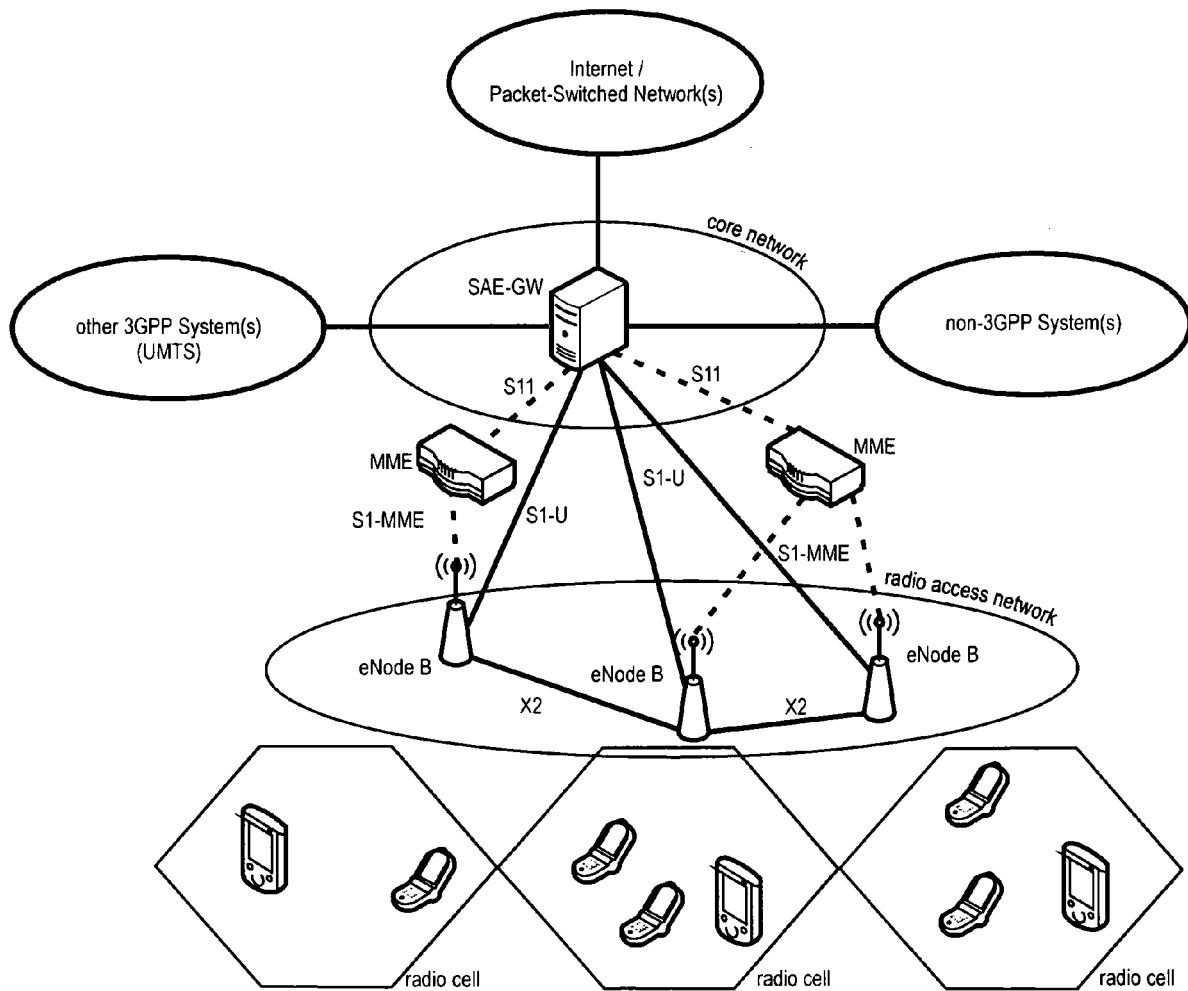 Internet /
Packet-Switched Network(s)
core network
SAE-GW
other 3GPP System(s)
(UMTS)
non-3GPP System(s)
S11
S11
MME
MME
S1-U
S1-MME
S1-U
S1-MME
radio access network
eNode B
eNode B
eNode B
X2
X2
radio cell
radio cell
radio cell